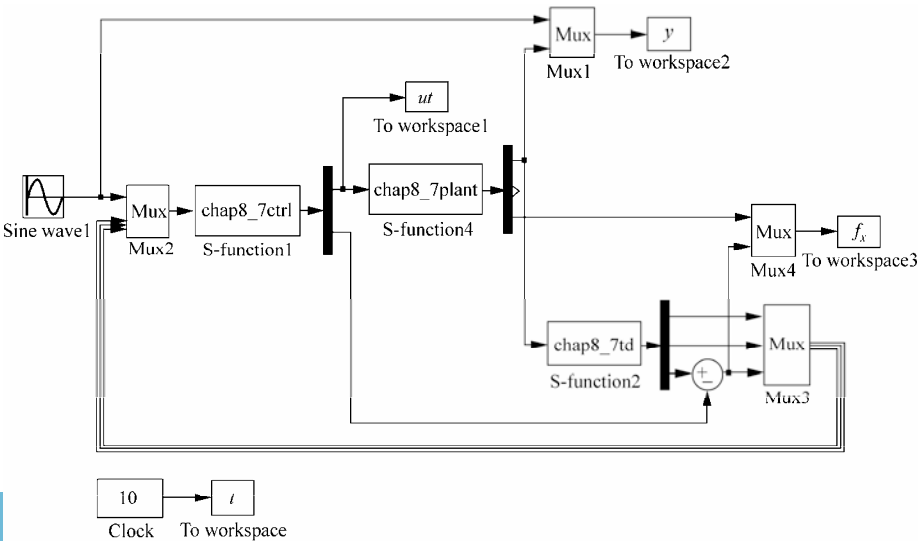 Mux
y
Mux1
To workspace2
ut
To workspace1
Sine wave1
Mux
Mux2
chap8_7ctrl
S-function1
chap8_7plant
S-function4
Mux
Mux4
fx
To workspace3
chap8_7td
S-function2
+
−
Mux
Mux3
10
Clock
t
To workspace